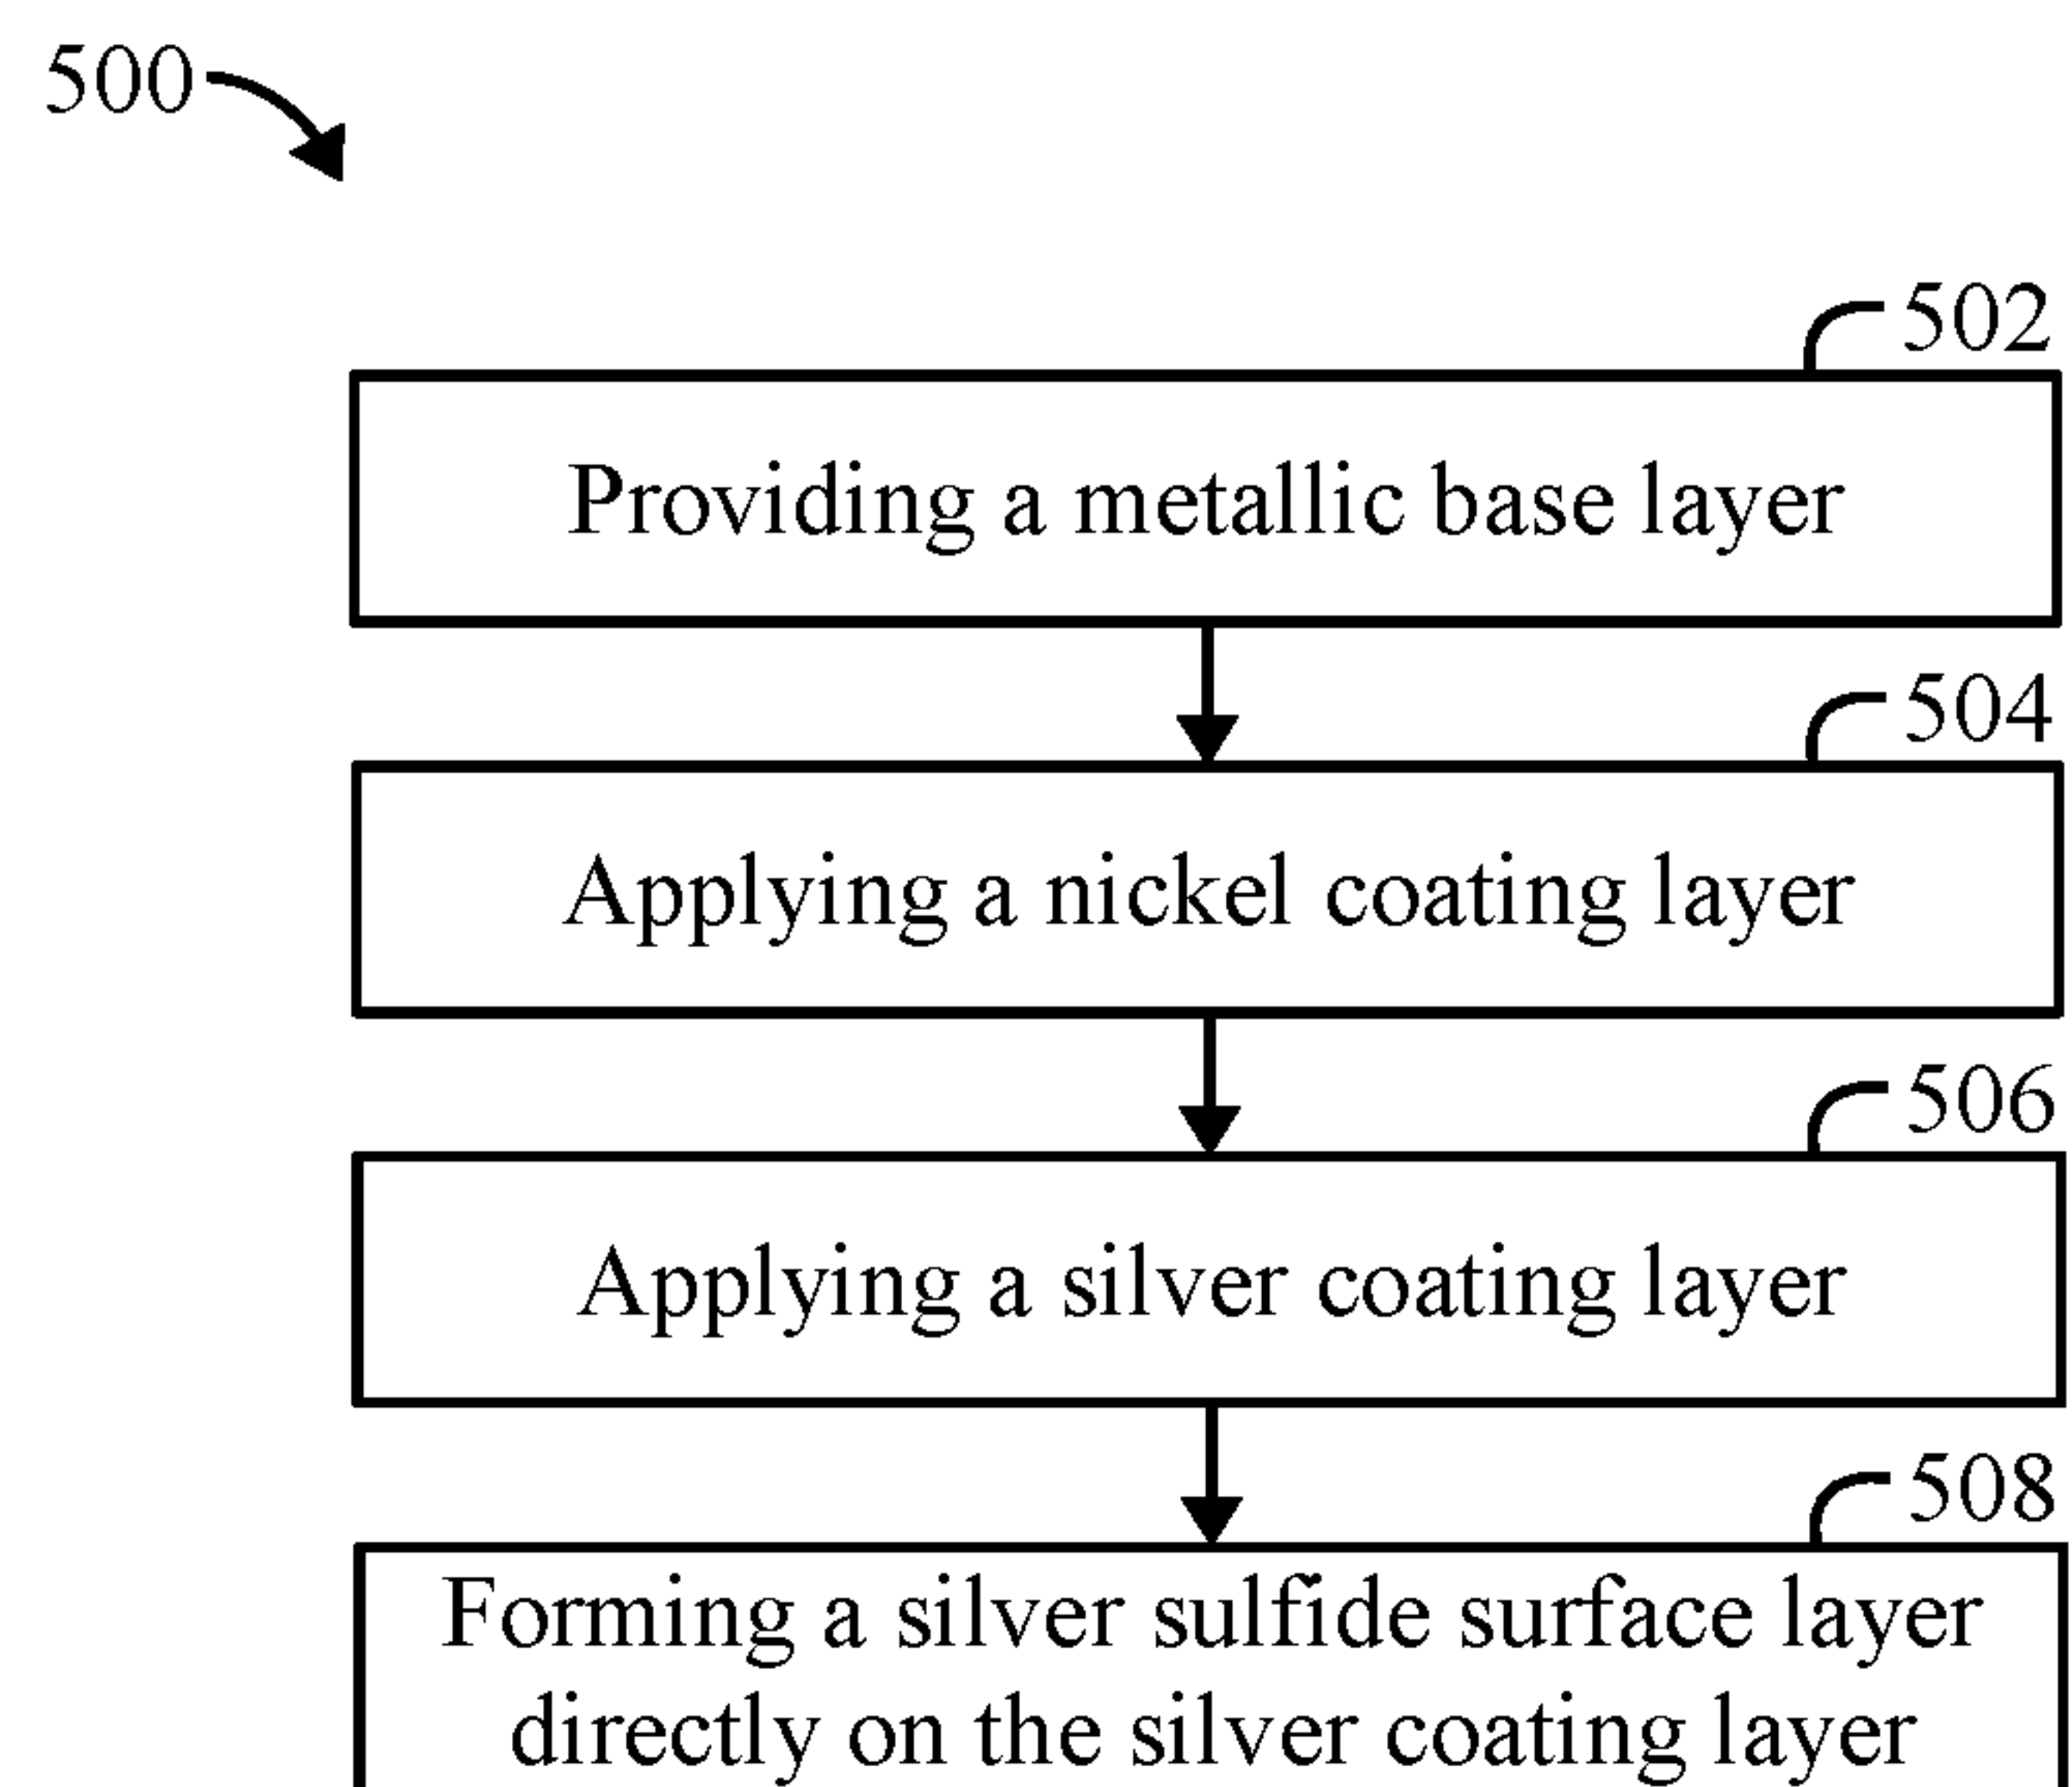 500
502
Providing a metallic base layer
504
Applying a nickel coating layer
506
Applying a silver coating layer
508
Forming a silver sulfide surface layer
directly on the silver coating layer